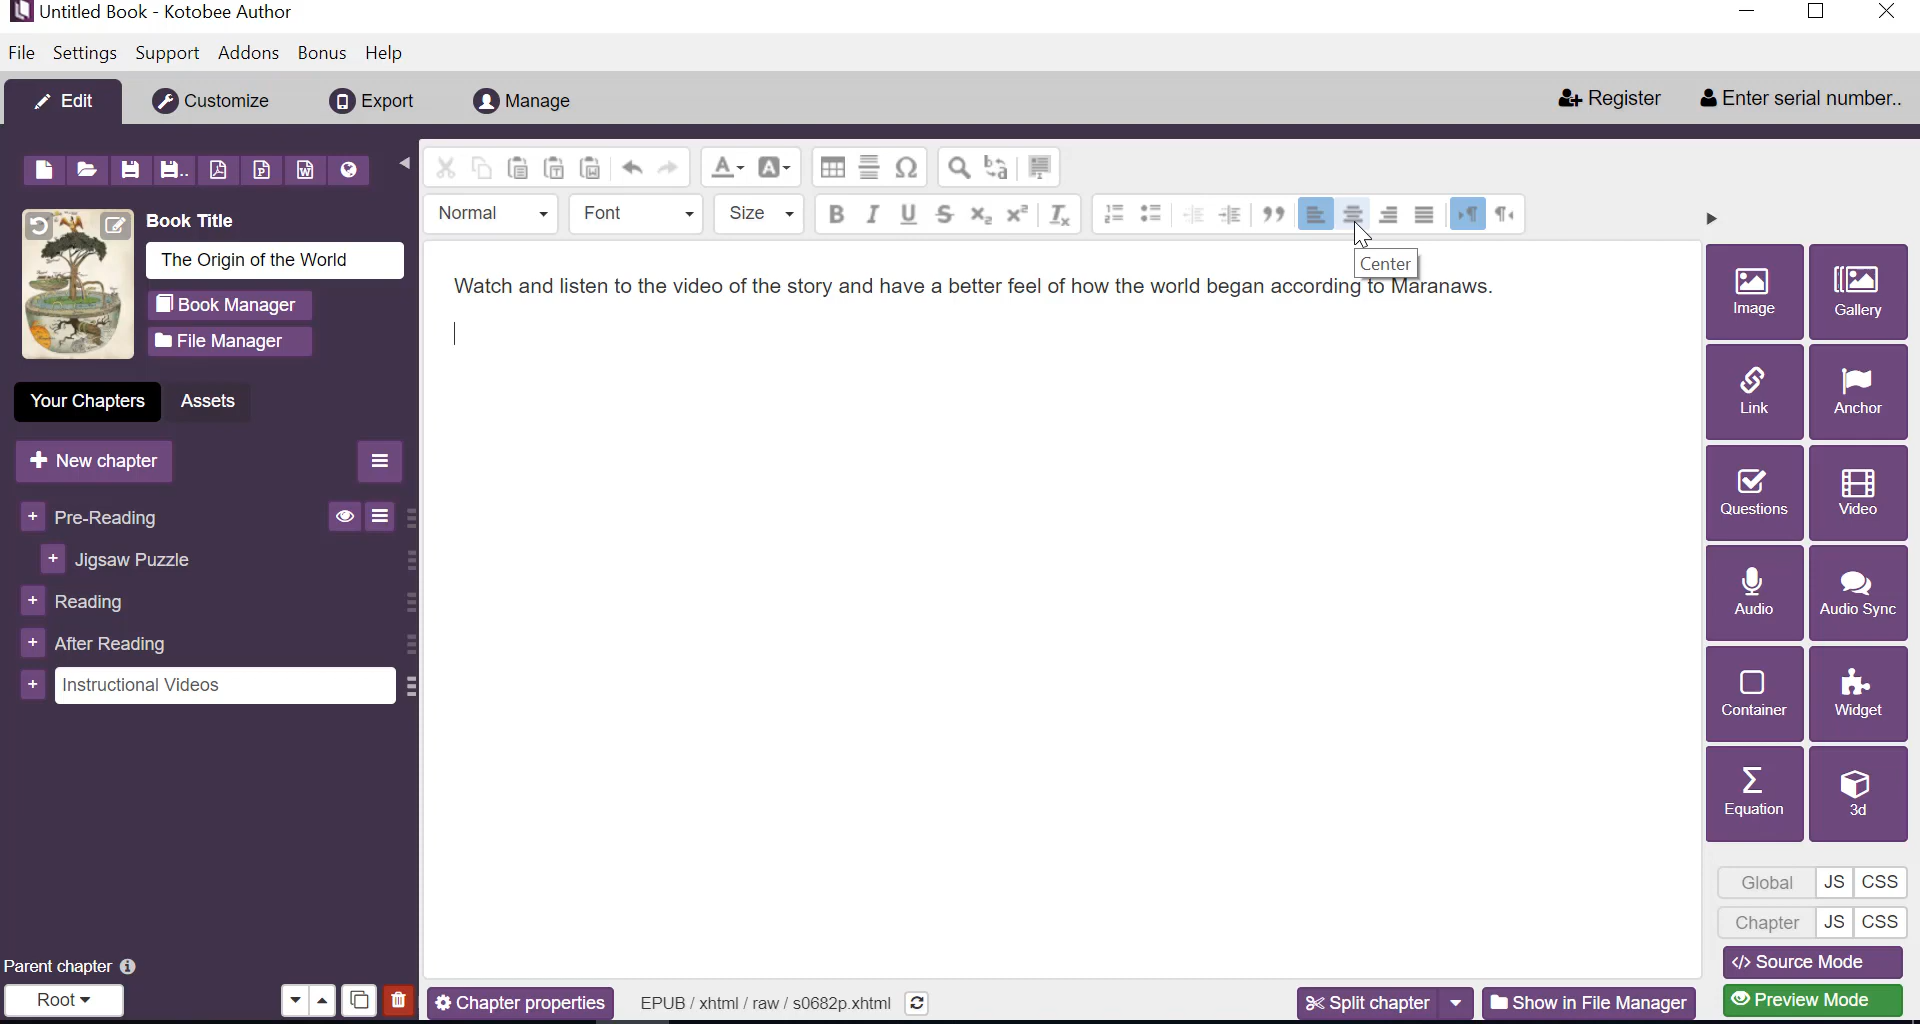 Untitled Book - Kotobee Author
File Settings Support Addons Bonus Help
Edit Customize Export Manage Register Enter serial number..
Book Title
The Origin of the World
Book Manager
File Manager
Your Chapters Assets
New chapter
Pre-Reading
Jigsaw Puzzle
Reading
After Reading
Instructional Videos
Parent chapter
Root
Normal Font Size
Center
Watch and listen to the video of the story and have a better feel of how the world began according to Maranaws.
Image Gallery
Link Anchor
Questions Video
Audio Audio Sync
Container Widget
Equation 3d
Global JS CSS
Chapter JS CSS
</> Source Mode
Preview Mode
Chapter properties EPUB / xhtml / raw / s0682p.xhtml Split chapter Show in File Manager